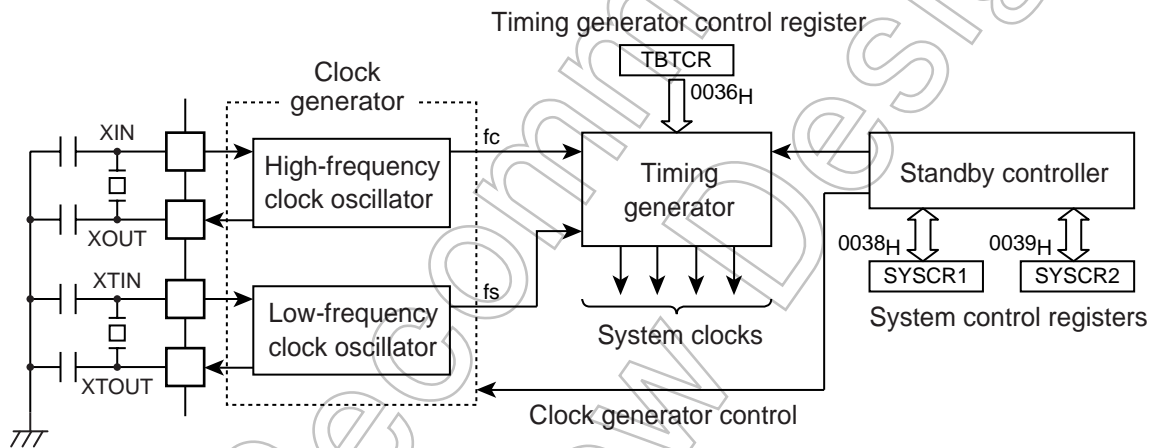 Timing generator control register
TBTCR
0036H
Clock
generator
XIN
XOUT
High-frequency
clock oscillator
fc
Timing
generator
Standby controller
0038H
SYSCR1
0039H
SYSCR2
System control registers
XTIN
XTOUT
Low-frequency
clock oscillator
fs
System clocks
Clock generator control